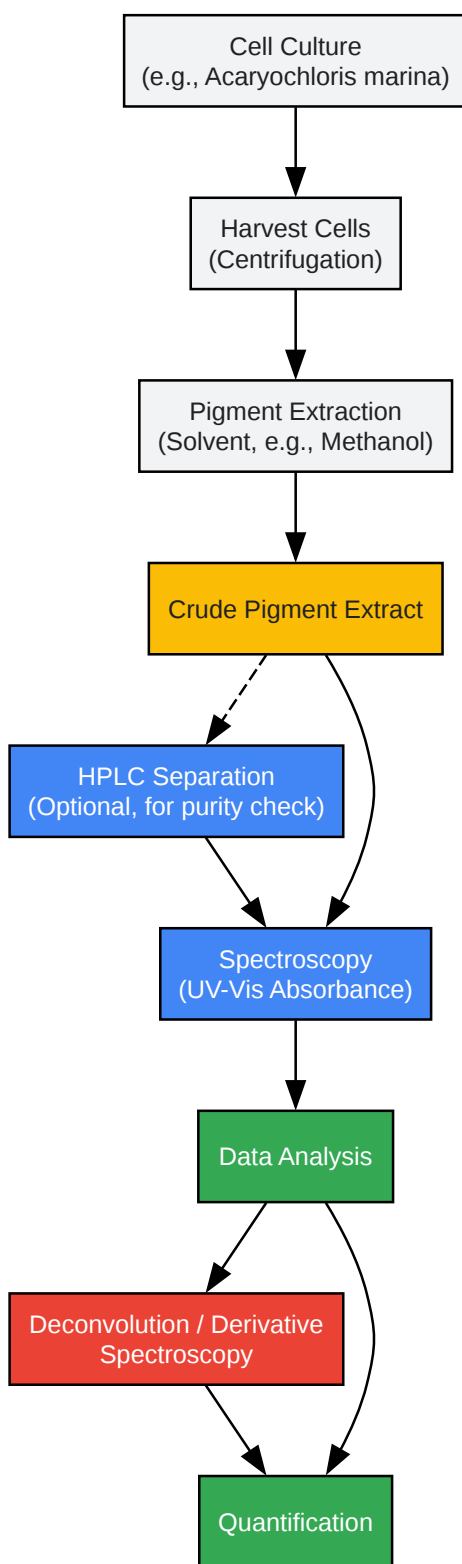 Cell Culture
(e.g., Acaryochloris marina)
Harvest Cells
(Centrifugation)
Pigment Extraction
(Solvent, e.g., Methanol)
Crude Pigment Extract
HPLC Separation
(Optional, for purity check)
Spectroscopy
(UV-Vis Absorbance)
Data Analysis
Deconvolution / Derivative
Spectroscopy
Quantification